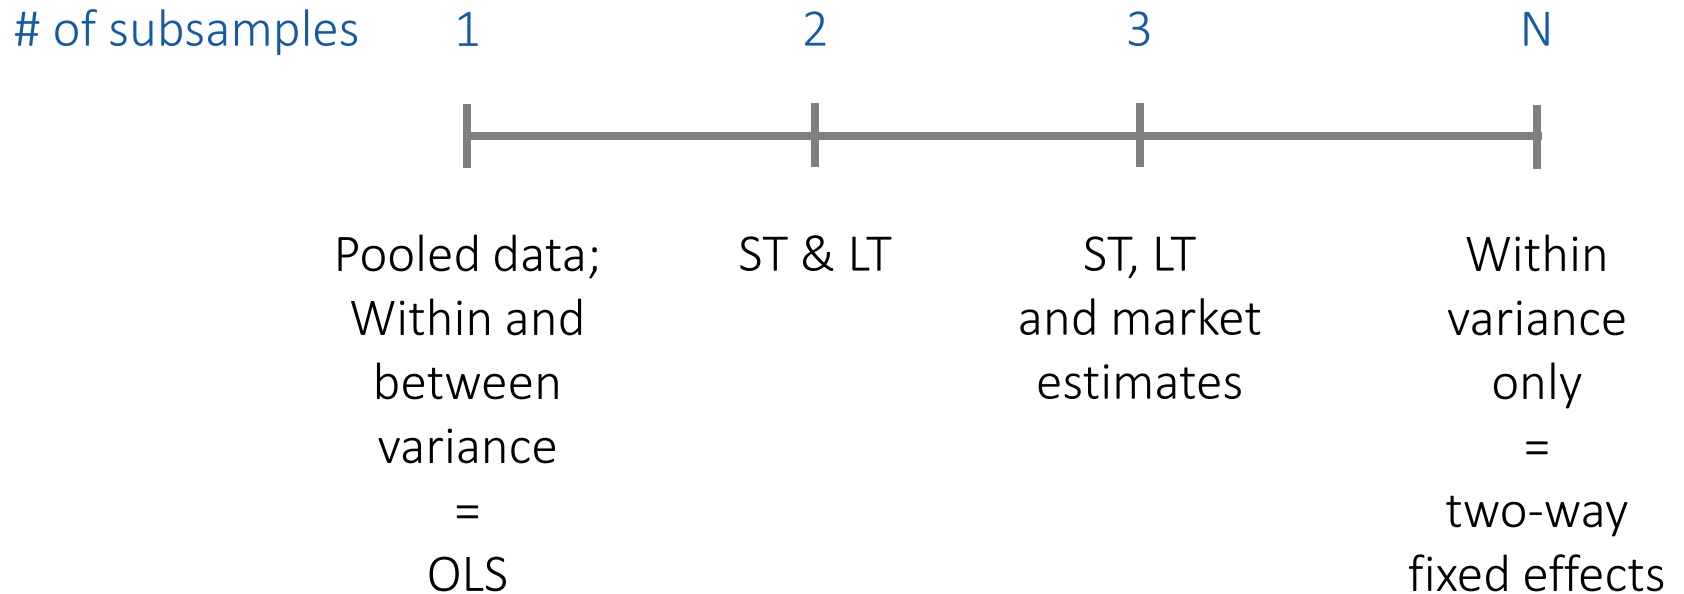 # of subsamples 1 2 3 N
Pooled data;
Within and
between
variance
=
OLS
ST & LT
ST, LT
and market
estimates
Within
variance
only
=
two-way
fixed effects